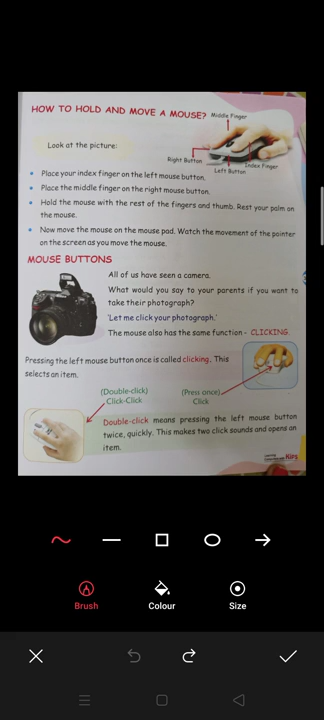 HOW TO HOLD AND MOVE A MOUSE?
Middle Finger
Look at the picture:
Right Button
Index Finger
Left Button
Place your index finger on the left mouse button.
Place the middle finger on the right mouse button.
Hold the mouse with the rest of the fingers and thumb. Rest your palm on
the mouse.
Now move the mouse on the mouse pad. Watch the movement of the pointer
on the screen as you move the mouse.
MOUSE BUTTONS
All of us have seen a camera.
What would you say to your parents if you want to
take their photograph?
'Let me click your photograph.'
The mouse also has the same function - CLICKING.
Pressing the left mouse button once is called clicking. This
selects an item.
(Double-click)
Click-Click
(Press once)
Click
Double-click means pressing the left mouse button
twice, quickly. This makes two click sounds and opens an
item.
Brush
Colour
Size